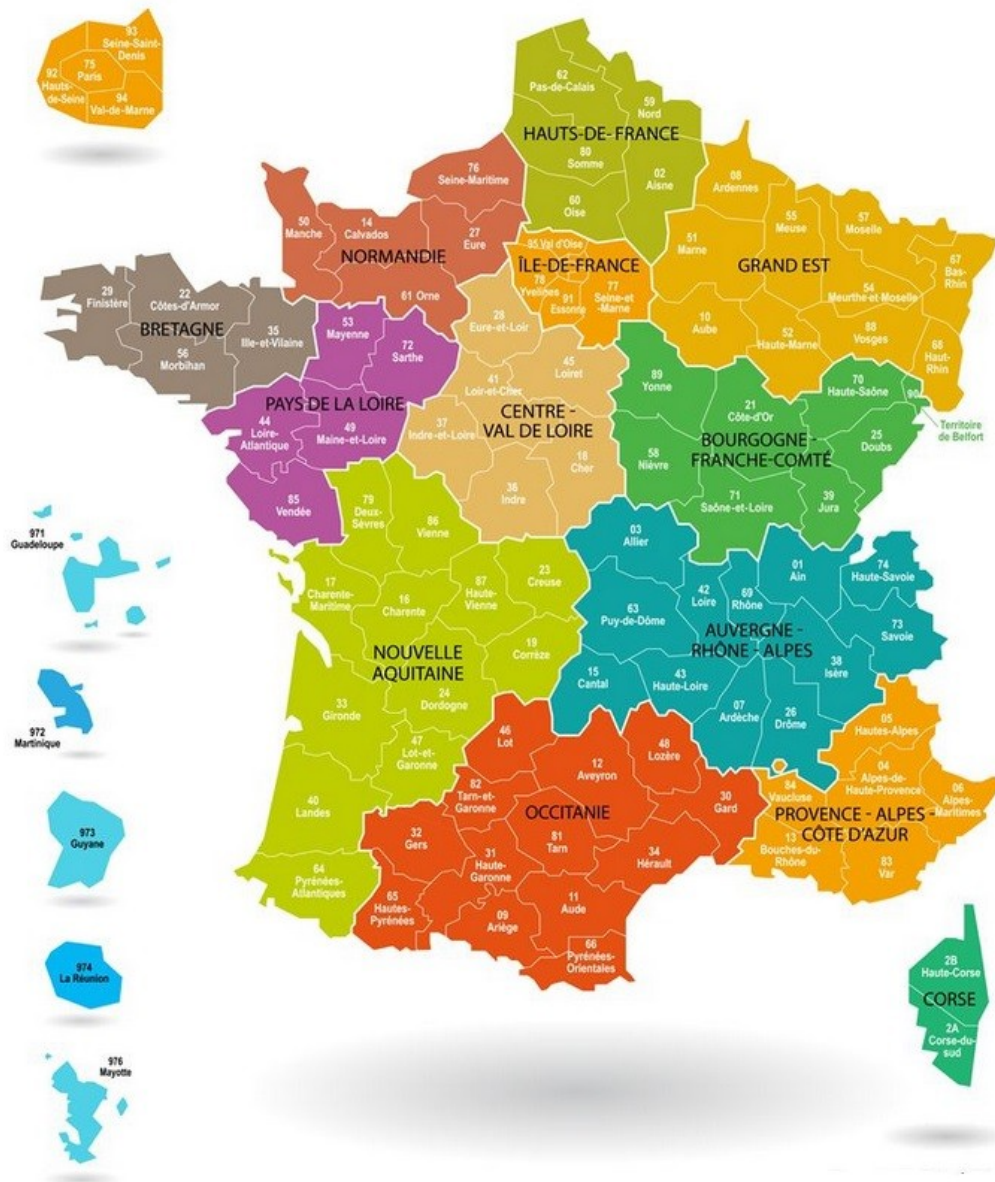 93
Seine-Saint-
Denis
75
Paris
92
Hauts-
de-Seine
94
Val-de-Marne
62
Pas-de-Calais
59
Nord
HAUTS-DE-FRANCE
80
Somme
02
Aisne
60
Oise
76
Seine-Maritime
50
Manche
14
Calvados
27
Eure
NORMANDIE
61 Orne
95 Val d'Oise
ÎLE-DE-FRANCE
78
Yvelines
77
Seine-et
-Marne
91
Essonne
08
Ardennes
51
Marne
55
Meuse
57
Moselle
67
Bas-
Rhin
GRAND EST
54
Meurthe-et-Moselle
10
Aube
52
Haute-Marne
88
Vosges
68
Haut-
Rhin
29
Finistère
22
Côtes-d'Armor
BRETAGNE
35
Ille-et-Vilaine
56
Morbihan
53
Mayenne
72
Sarthe
PAYS DE LA LOIRE
44
Loire-
Atlantique
49
Maine-et-Loire
85
Vendée
28
Eure-et-Loir
45
Loiret
41
Loir-et-Cher
CENTRE -
VAL DE LOIRE
37
Indre-et-Loire
18
Cher
36
Indre
89
Yonne
21
Côte-d'Or
70
Haute-Saône
90
Territoire
de Belfort
BOURGOGNE -
FRANCHE-COMTÉ
25
Doubs
58
Nièvre
71
Saône-et-Loire
39
Jura
79
Deux-
Sèvres
86
Vienne
17
Charente-
Maritime
16
Charente
87
Haute-
Vienne
23
Creuse
19
Corrèze
NOUVELLE
AQUITAINE
24
Dordogne
33
Gironde
47
Lot-et-
Garonne
40
Landes
64
Pyrénées-
Atlantiques
03
Allier
01
Ain
74
Haute-Savoie
42
Loire
69
Rhône
63
Puy-de-Dôme
73
Savoie
AUVERGNE -
RHÔNE - ALPES
15
Cantal
43
Haute-Loire
38
Isère
07
Ardèche
26
Drôme
46
Lot
12
Aveyron
48
Lozère
82
Tarn-et-
Garonne
30
Gard
OCCITANIE
32
Gers
81
Tarn
34
Hérault
31
Haute-
Garonne
65
Hautes-
Pyrénées
09
Ariège
11
Aude
66
Pyrénées-
Orientales
05
Hautes-Alpes
04
Alpes-de-
Haute-Provence
06
Alpes-
Maritimes
84
Vaucluse
PROVENCE - ALPES -
CÔTE D'AZUR
13
Bouches-du-
Rhône
83
Var
2B
Haute-Corse
CORSE
2A
Corse-du-
sud
971
Guadeloupe
972
Martinique
973
Guyane
974
La Réunion
976
Mayotte